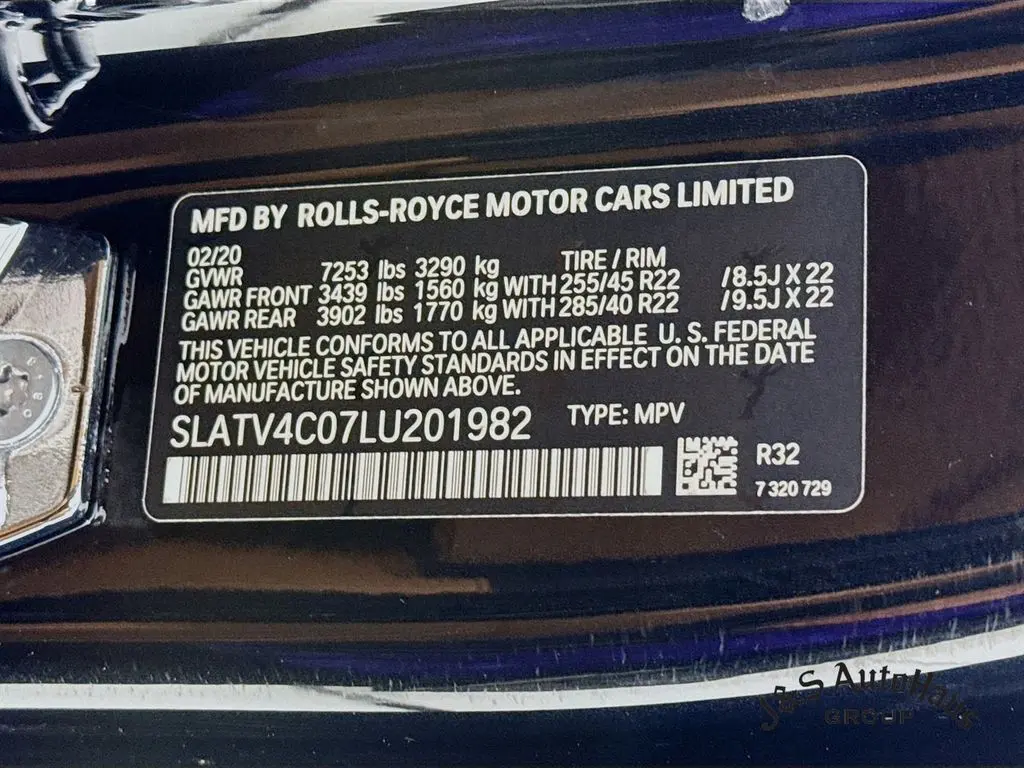 MFD BY ROLLS-ROYCE MOTOR CARS LIMITED
02/20 TIRE / RIM
GVWR 7253 lbs 3290 kg
GAWR FRONT 3439 lbs 1560 kg WITH 255/45 R22 /8.5J X 22
GAWR REAR 3902 lbs 1770 kg WITH 285/40 R22 /9.5J X 22
THIS VEHICLE CONFORMS TO ALL APPLICABLE U. S. FEDERAL
MOTOR VEHICLE SAFETY STANDARDS IN EFFECT ON THE DATE
OF MANUFACTURE SHOWN ABOVE.
SLATV4C07LU201982 TYPE: MPV
R32
7 320 729
S&S AutoHaus
GROUP